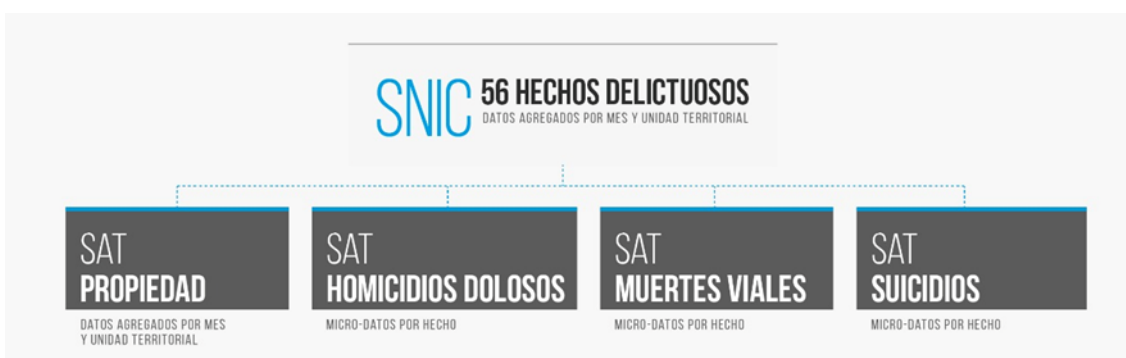 SNIC 56 HECHOS DELICTUOSOS
DATOS AGREGADOS POR MES Y UNIDAD TERRITORIAL
SAT
PROPIEDAD
DATOS AGREGADOS POR MES
Y UNIDAD TERRITORIAL
SAT
HOMICIDIOS DOLOSOS
MICRO-DATOS POR HECHO
SAT
MUERTES VIALES
MICRO-DATOS POR HECHO
SAT
SUICIDIOS
MICRO-DATOS POR HECHO